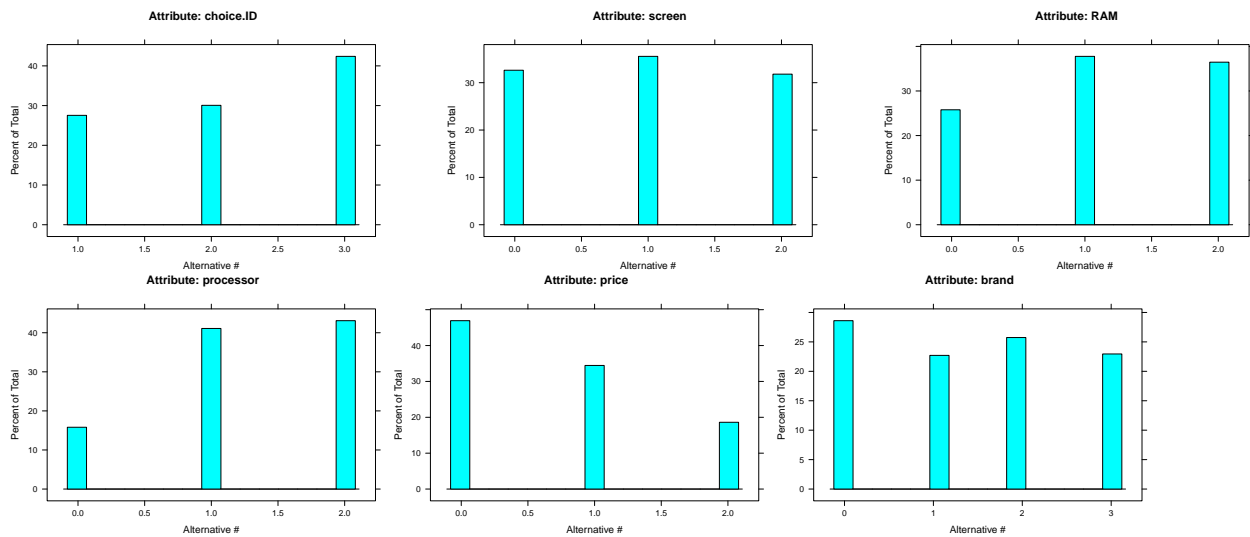 Attribute: choice.ID
Percent of Total
40
30
20
10
0
1.0 1.5 2.0 2.5 3.0
Alternative #
Attribute: screen
Percent of Total
30
20
10
0
0.0 0.5 1.0 1.5 2.0
Alternative #
Attribute: RAM
Percent of Total
30
20
10
0
0.0 0.5 1.0 1.5 2.0
Alternative #
Attribute: processor
Percent of Total
40
30
20
10
0
0.0 0.5 1.0 1.5 2.0
Alternative #
Attribute: price
Percent of Total
40
30
20
10
0
0.0 0.5 1.0 1.5 2.0
Alternative #
Attribute: brand
Percent of Total
25
20
15
10
5
0
0 1 2 3
Alternative #